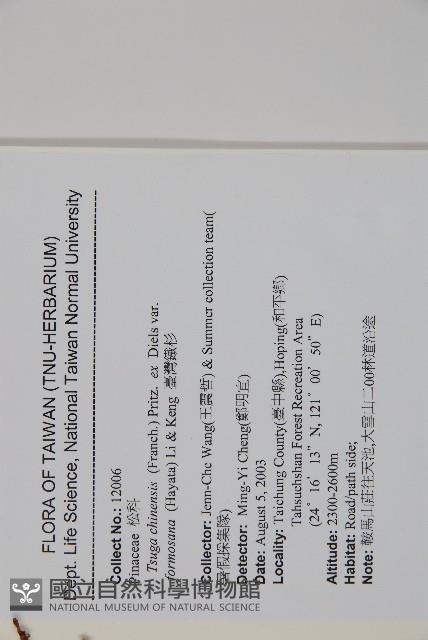 FLORA OF TAIWAN (TNU-HERBARIUM)
Dept. Life Science, National Taiwan Normal University
Collect No.: 12006
Pinaceae 松科
Tsuga chinensis (Franch.) Pritz. ex Diels var.
formosana (Hayata) Li & Keng 臺灣鐵杉
Collector: Jenn-Che Wang(王震哲) & Summer collection team(
暑假採集隊)
Detector: Ming-Yi Cheng(鄭明宜)
Date: August 5, 2003
Locality: Taichung County(臺中縣),Hoping(和平鄉)
Tahsuehshan Forest Recreation Area
(24° 16' 13" N, 121° 00' 50" E)
Altitude: 2300-2600m
Habitat: Road/path side;
Note: 鞍馬山莊往天池,大雪山二00林道沿途
國立自然科學博物館
NATIONAL MUSEUM OF NATURAL SCIENCE